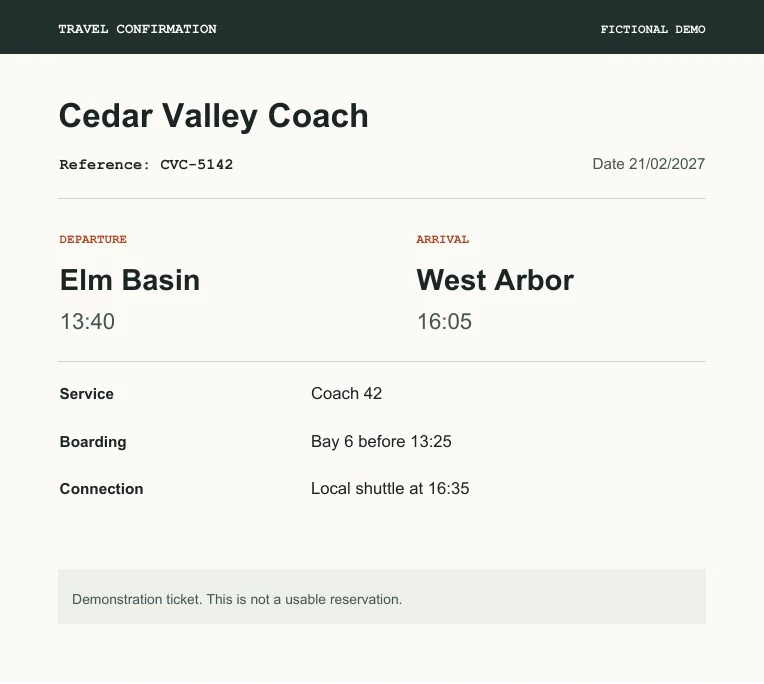 TRAVEL CONFIRMATION FICTIONAL DEMO
Cedar Valley Coach
Reference: CVC-5142 Date 21/02/2027
DEPARTURE ARRIVAL
Elm Basin West Arbor
13:40 16:05
Service Coach 42
Boarding Bay 6 before 13:25
Connection Local shuttle at 16:35
Demonstration ticket. This is not a usable reservation.